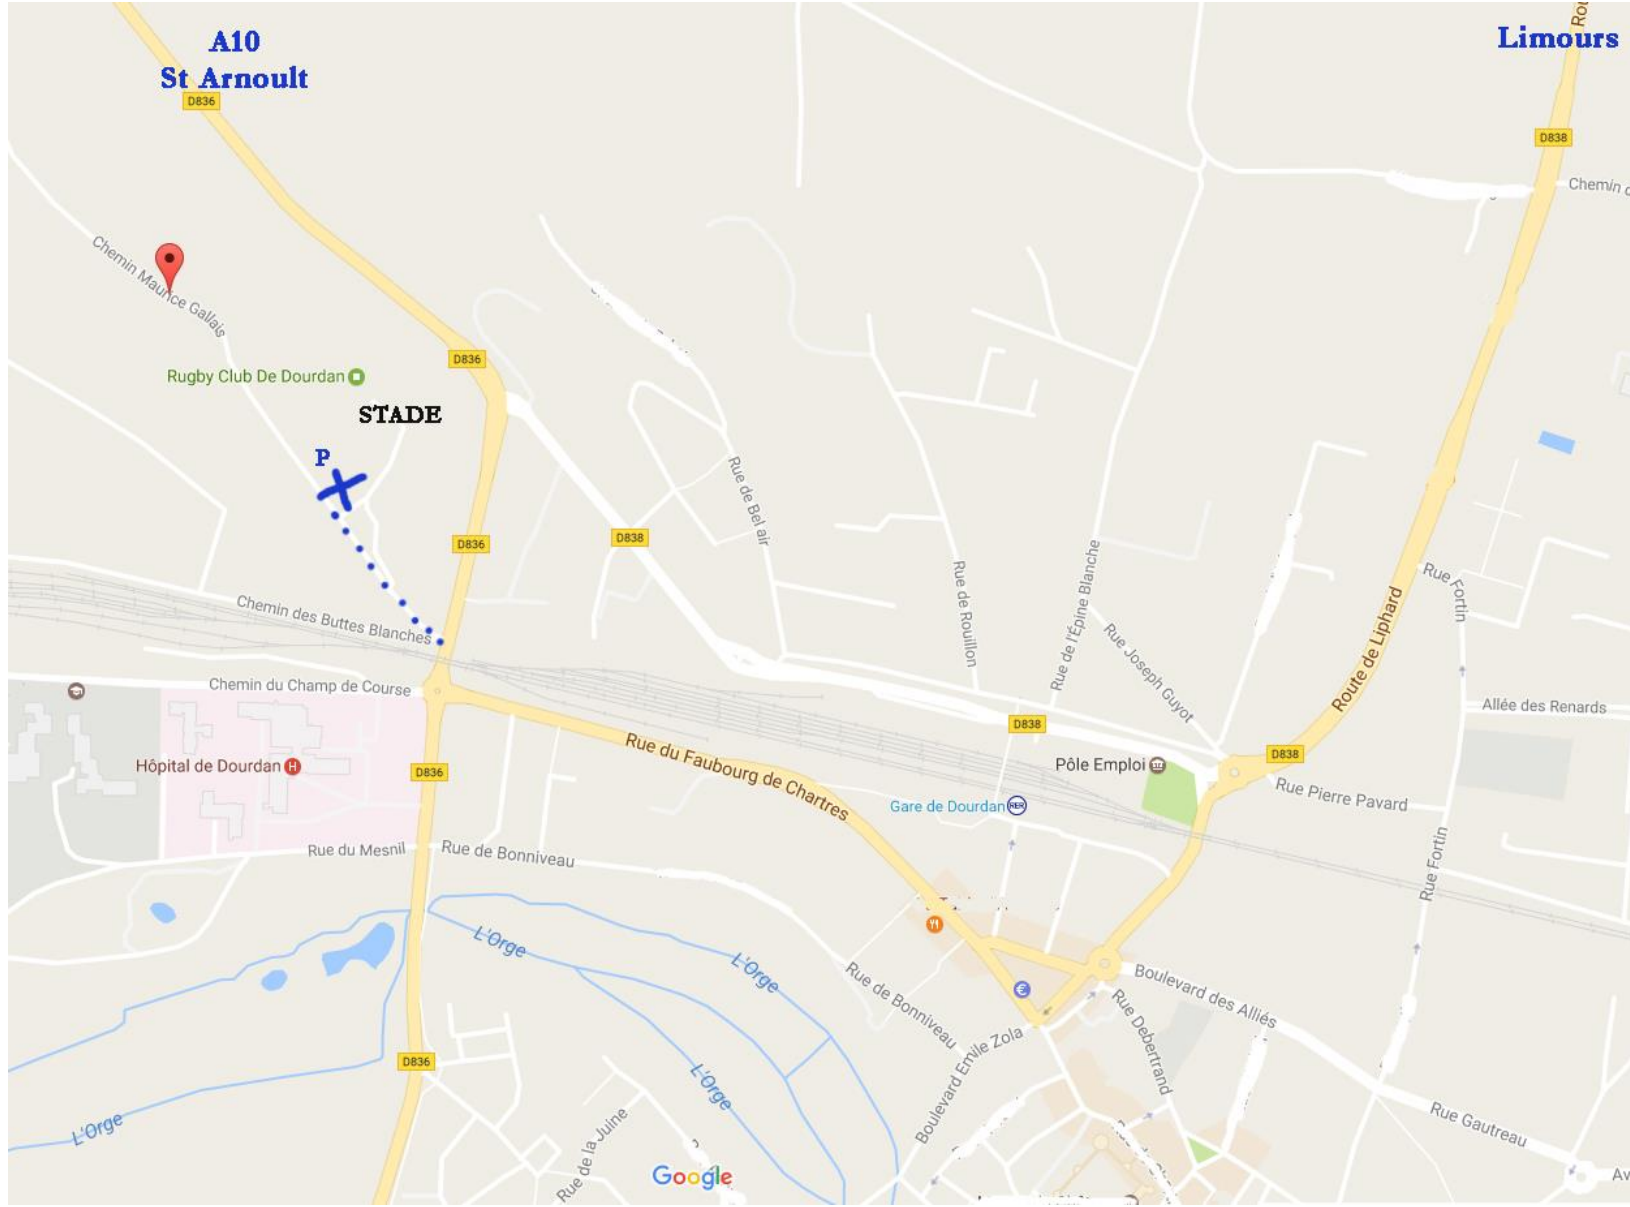 A10
St Arnoult
Limours
D836
D838
Chemin
Chemin Maurice Gallais
D836
Rugby Club De Dourdan
STADE
P
Rue de Bel air
D836
D838
Rue de Rouillon
Rue de l'Épine Blanche
Rue Fortin
Chemin des Buttes Blanches
Rue Joseph Guyot
Route de Liphard
Chemin du Champ de Course
Allée des Renards
D838
Rue du Faubourg de Chartres
D838
Hôpital de Dourdan H
D836
Pôle Emploi
Rue Pierre Pavard
Gare de Dourdan RER
Rue du Mesnil
Rue de Bonniveau
Rue Fortin
L'Orge
L'Orge
Rue de Bonniveau
€
Boulevard des Alliés
Rue Debertrand
Boulevard Emile Zola
D836
L'Orge
L'Orge
Rue Gautreau
Rue de la Juine
Google
Av